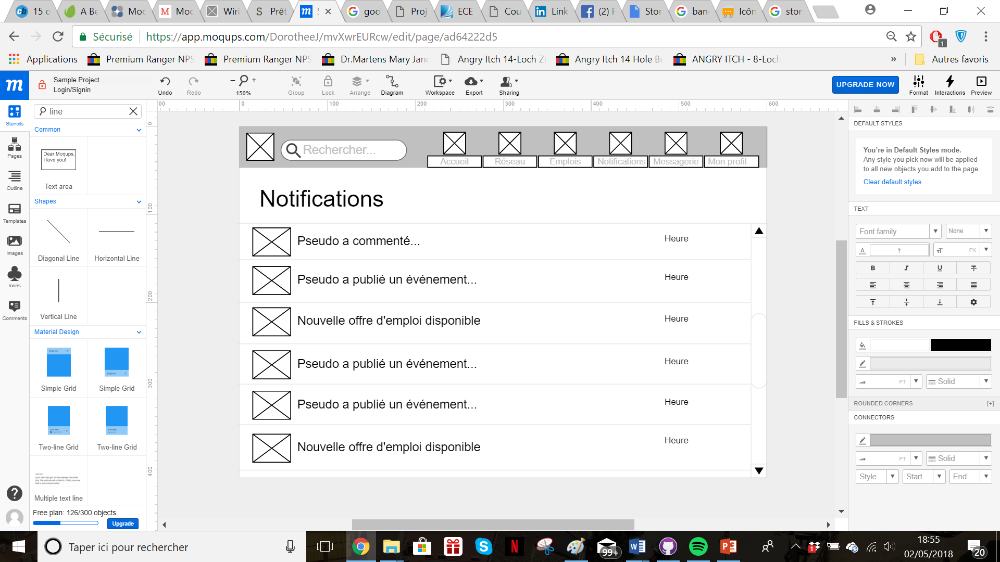 15 c
A Be
Moc
Moc
Wiri
Prêt
S
goo
Proj
ECE
Cou
Link
(2) F
Stor
ban
Icôn
stor
Sécurisé
https://app.moqups.com/DorotheeJ/mvXwrEURcw/edit/page/ad64222d5
1
Applications
Premium Ranger NPS
Premium Ranger NPS
Dr.Martens Mary Jane
Angry Itch 14-Loch Zi
Angry Itch 14 Hole Bu
ANGRY ITCH - 8-Loch
»
Autres favoris
m
Sample Project
Login/Signin
Undo
Redo
150%
Group
Lock
Arrange
Diagram
Workspace
Export
Sharing
UPGRADE NOW
Format
Interactions
Preview
Stencils
Pages
Outline
Templates
Images
Icons
Comments
line
Common
Dear Moqups,
I love you!
Text area
Shapes
Diagonal Line
Horizontal Line
Vertical Line
Material Design
Simple Grid
Simple Grid
Two-line Grid
Two-line Grid
Multiple text line
Free plan: 126/300 objects
Upgrade
00
0
100
200
300
400
500
600
0
100
200
300
400
Rechercher...
Accueil
Réseau
Emplois
Notifications
Messagerie
Mon profil
Notifications
Pseudo a commenté...
Heure
Pseudo a publié un événement...
Heure
Nouvelle offre d'emploi disponible
Heure
Pseudo a publié un événement...
Heure
Pseudo a publié un événement...
Heure
Nouvelle offre d'emploi disponible
Heure
DEFAULT STYLES
You're in Default Styles mode.
Any style you pick now will be applied
to all new objects you add to the page.
Clear default styles
TEXT
Font family
None
A
?
TT
PX
B
I
U
FILLS & STROKES
PT
Solid
ROUNDED CORNERS
[+]
CONNECTORS
PT
Solid
Style
Start
End
Taper ici pour rechercher
99+
1
18:55
02/05/2018
20